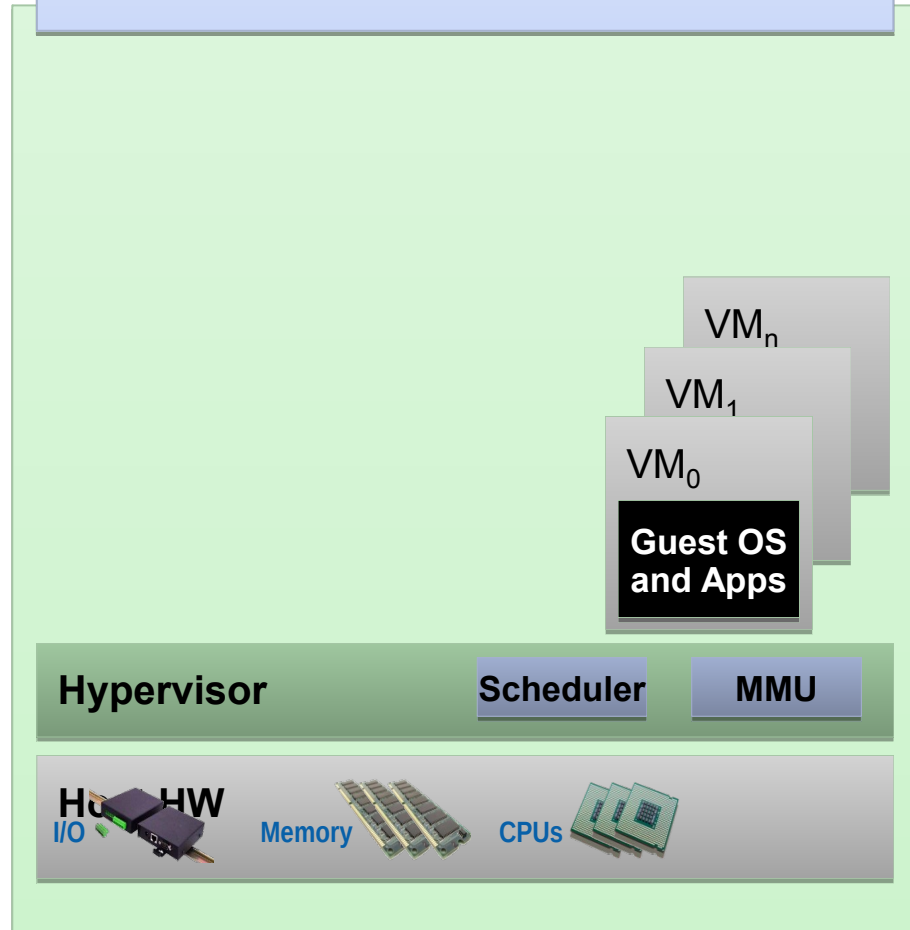 VMn
VM1
VM0
Guest OS
and Apps
Hypervisor
Scheduler
MMU
HW
I/O
Memory
CPUs